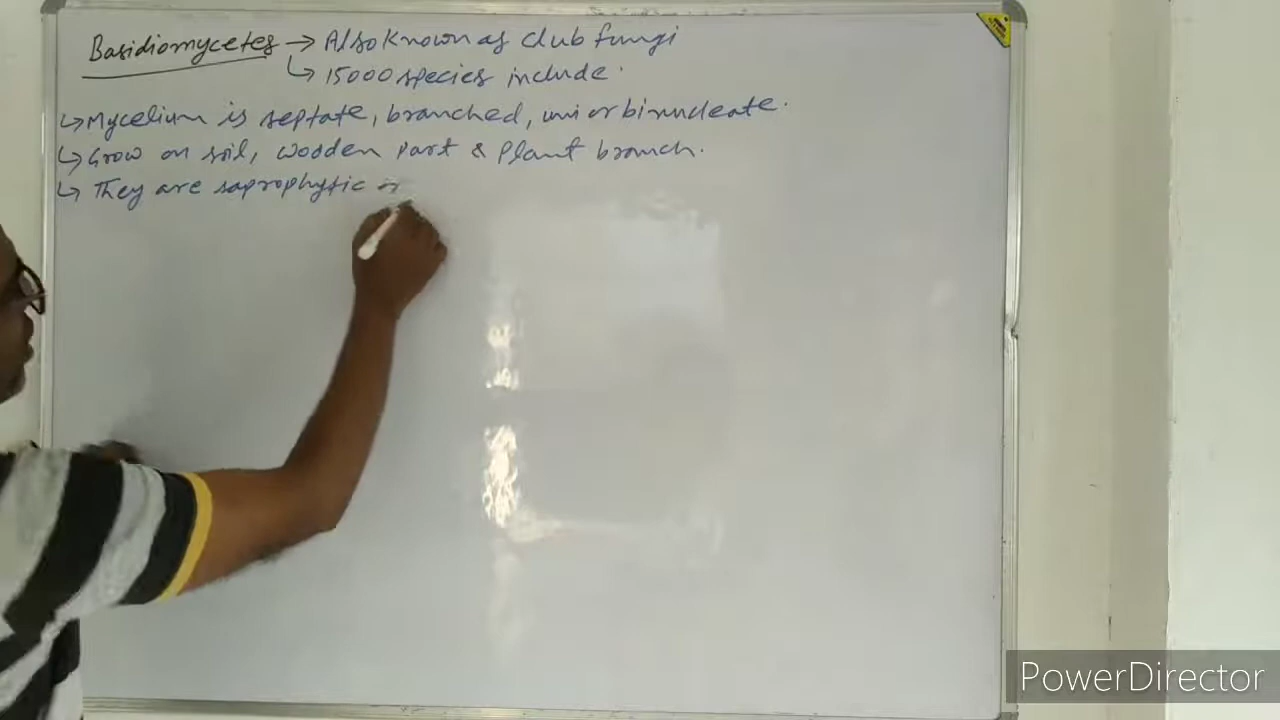 Basidiomycetes → Also Known as club fungi
↳ 15000 species include.
↳ Mycelium is septate, branched, uni or binucleate.
↳ Grow on soil, wooden part & plant branch.
↳ They are saprophytic or
PowerDirector